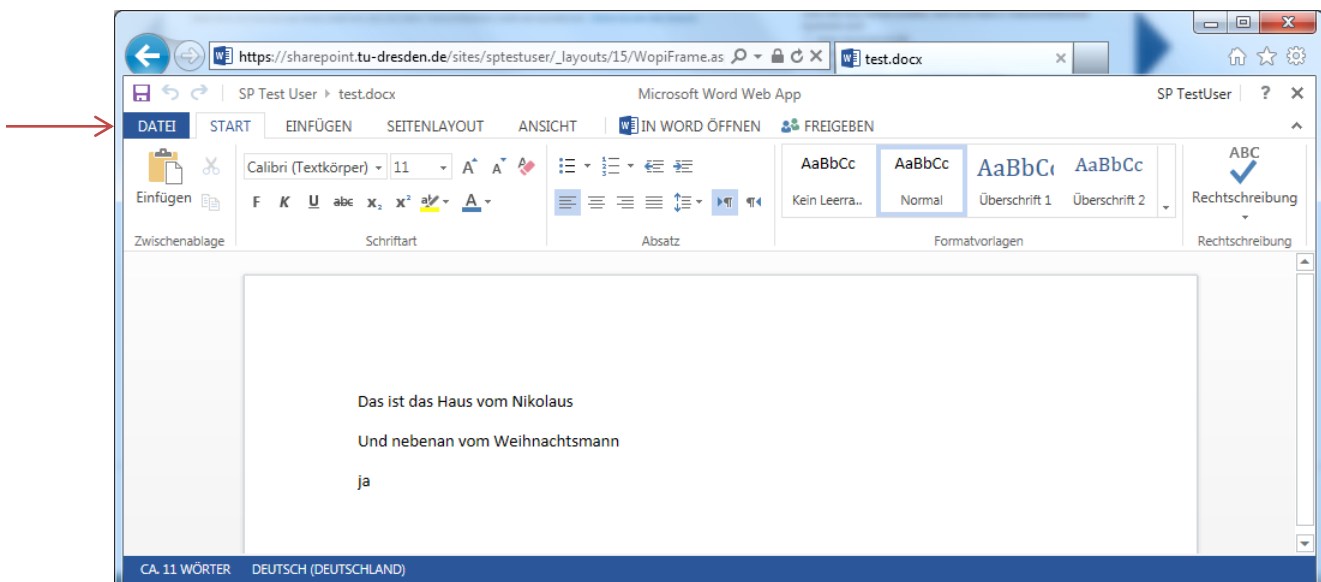 https://sharepoint.tu-dresden.de/sites/sptestuser/_layouts/15/WopiFrame.as
test.docx
SP Test User test.docx
Microsoft Word Web App
SP TestUser ?
DATEI START EINFÜGEN SEITENLAYOUT ANSICHT IN WORD ÖFFNEN FREIGEBEN
Einfügen
Zwischenablage
Calibri (Textkörper) 11 A A
F K U abc x₂ x² ab A
Schriftart
Absatz
AaBbCc AaBbCc AaBbC AaBbCc
Kein Leerra... Normal Überschrift 1 Überschrift 2
Formatvorlagen
ABC
Rechtschreibung
Rechtschreibung
Das ist das Haus vom Nikolaus
Und nebenan vom Weihnachtsmann
ja
CA. 11 WÖRTER DEUTSCH (DEUTSCHLAND)